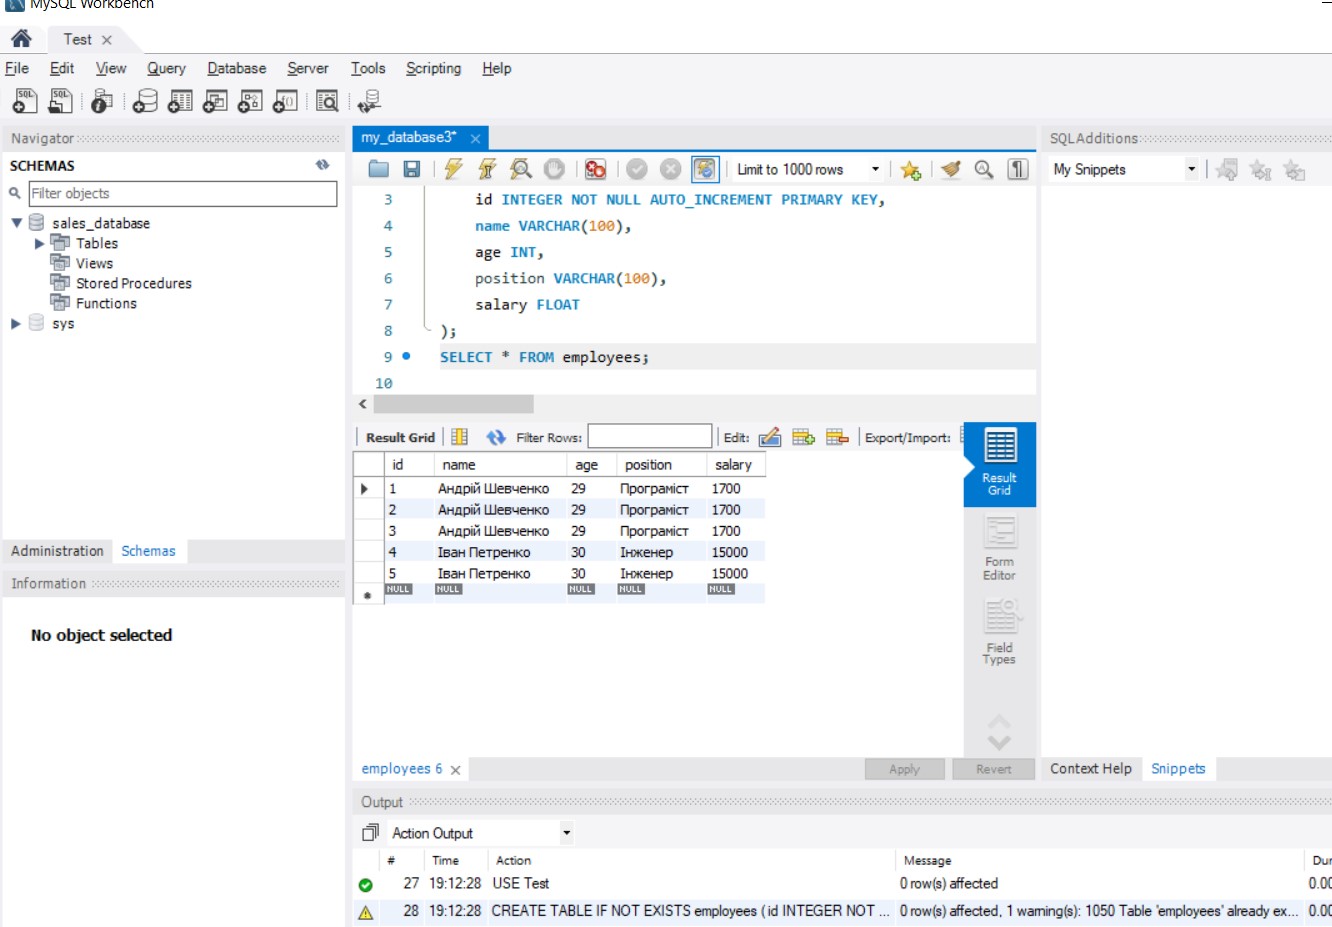 MySQL Workbench
Test
File Edit View Query Database Server Tools Scripting Help
Navigator
SCHEMAS
Filter objects
sales_database
Tables
Views
Stored Procedures
Functions
sys
Administration Schemas
Information
No object selected
my_database3*
Limit to 1000 rows
3 id INTEGER NOT NULL AUTO_INCREMENT PRIMARY KEY,
4 name VARCHAR(100),
5 age INT,
6 position VARCHAR(100),
7 salary FLOAT
8 );
9 SELECT * FROM employees;
10
Result Grid Filter Rows: Edit: Export/Import:
id name age position salary
1 Андрій Шевченко 29 Програміст 1700
2 Андрій Шевченко 29 Програміст 1700
3 Андрій Шевченко 29 Програміст 1700
4 Іван Петренко 30 Інженер 15000
5 Іван Петренко 30 Інженер 15000
NULL NULL NULL NULL NULL
Result
Grid
Form
Editor
Field
Types
employees 6 Apply Revert
SQLAdditions
My Snippets
Context Help Snippets
Output
Action Output
# Time Action Message Dur
27 19:12:28 USE Test 0 row(s) affected 0.00
28 19:12:28 CREATE TABLE IF NOT EXISTS employees ( id INTEGER NOT ... 0 row(s) affected, 1 warning(s): 1050 Table 'employees' already ex... 0.00